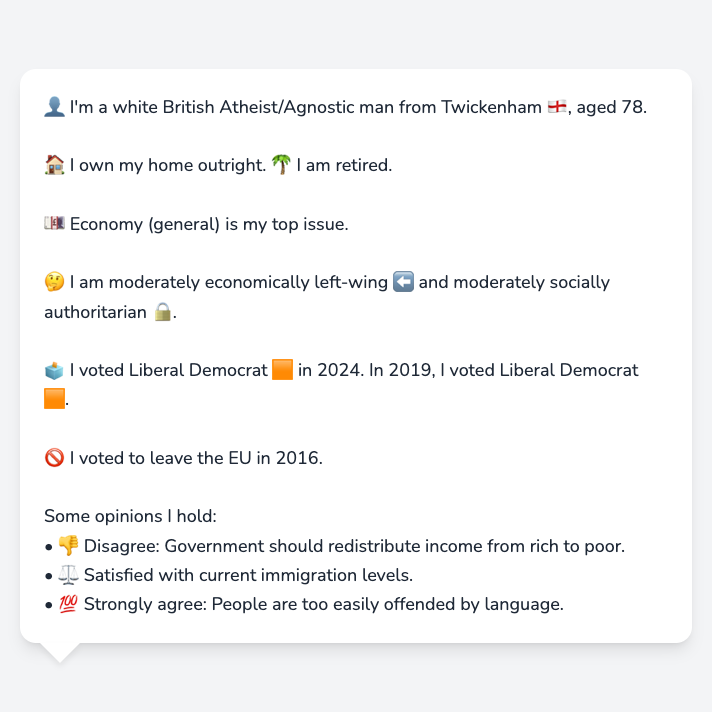 👤 I'm a white British Atheist/Agnostic man from Twickenham 🏴󠁧󠁢󠁥󠁮󠁧󠁿, aged 78.
🏠 I own my home outright. 🌴 I am retired.
💷 Economy (general) is my top issue.
🤔 I am moderately economically left-wing ⬅️ and moderately socially
authoritarian 🔒.
🗳️ I voted Liberal Democrat 🟧 in 2024. In 2019, I voted Liberal Democrat
🟧.
🚫 I voted to leave the EU in 2016.
Some opinions I hold:
• 👎 Disagree: Government should redistribute income from rich to poor.
• ⚖️ Satisfied with current immigration levels.
• 💯 Strongly agree: People are too easily offended by language.